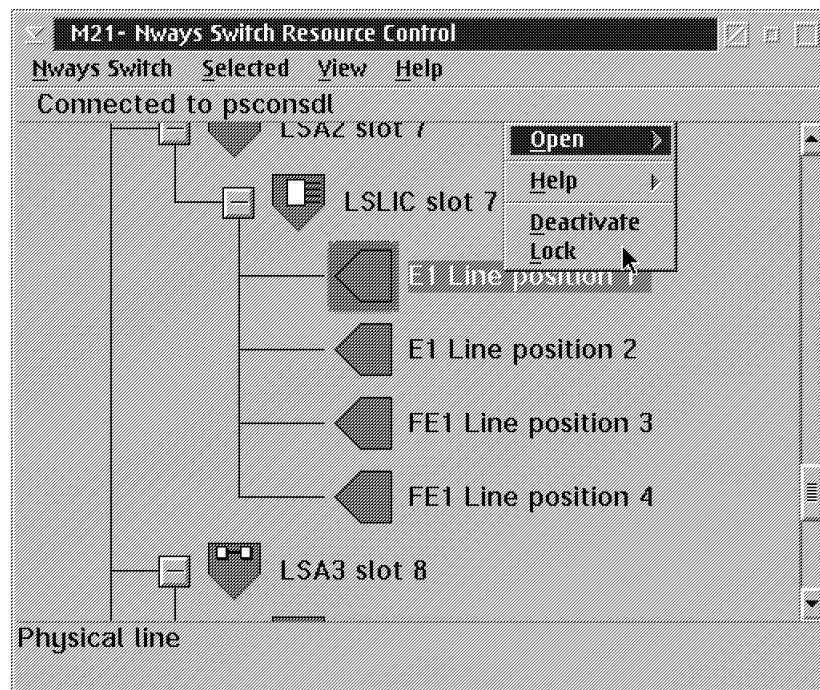 M21- Nways Switch Resource Control
Nways Switch Selected View Help
Connected to psconsdl
LSA2 slot 7
Open
Help
LSLIC slot 7
Deactivate
Lock
E1 Line position 1
E1 Line position 2
FE1 Line position 3
FE1 Line position 4
LSA3 slot 8
Physical line